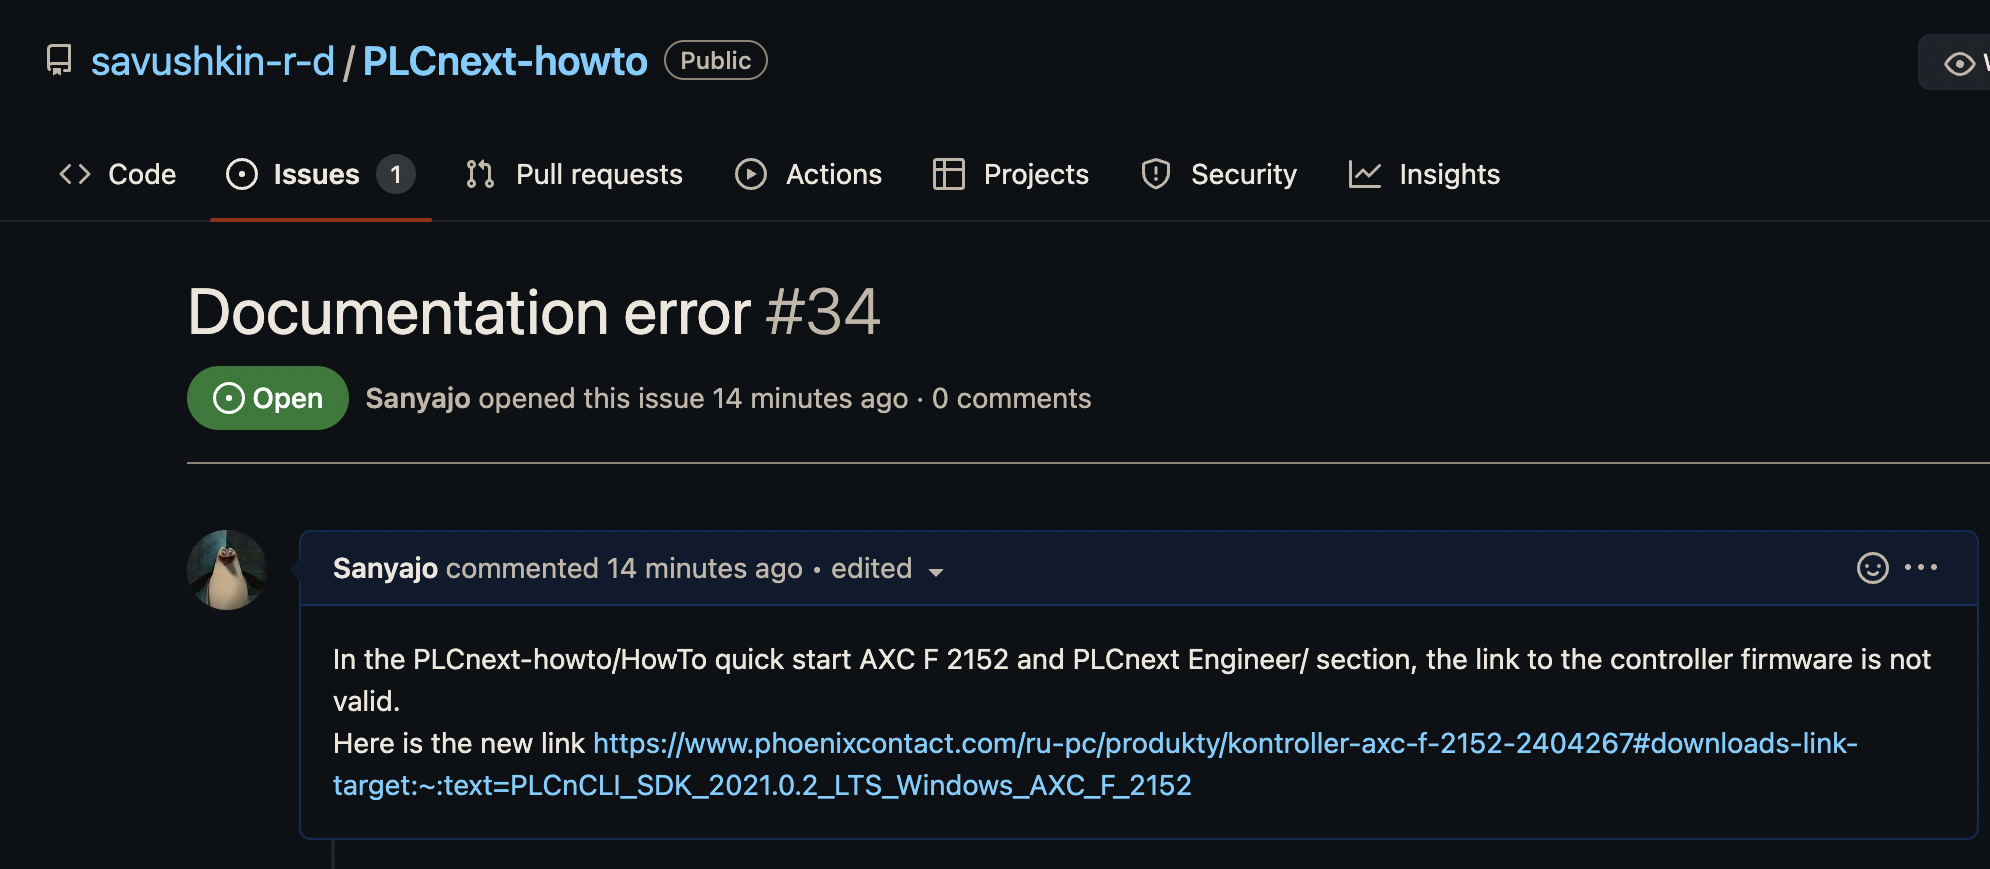 savushkin-r-d / PLCnext-howto Public
Code Issues 1 Pull requests Actions Projects Security Insights
Documentation error #34
Open Sanyajo opened this issue 14 minutes ago · 0 comments
Sanyajo commented 14 minutes ago • edited
In the PLCnext-howto/HowTo quick start AXC F 2152 and PLCnext Engineer/ section, the link to the controller firmware is not
valid.
Here is the new link https://www.phoenixcontact.com/ru-pc/produkty/kontroller-axc-f-2152-2404267#downloads-link-
target:~:text=PLCnCLI_SDK_2021.0.2_LTS_Windows_AXC_F_2152